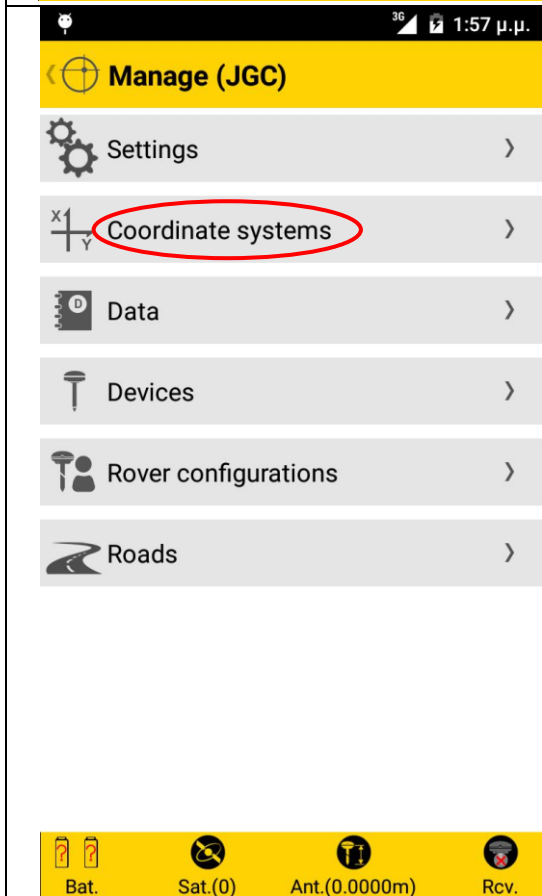 3G 1:57 μ.μ.
Manage (JGC)
Settings
X Y Coordinate systems
D Data
Devices
Rover configurations
Roads
? ?
Bat. Sat.(0) Ant.(0.0000m) Rcv.